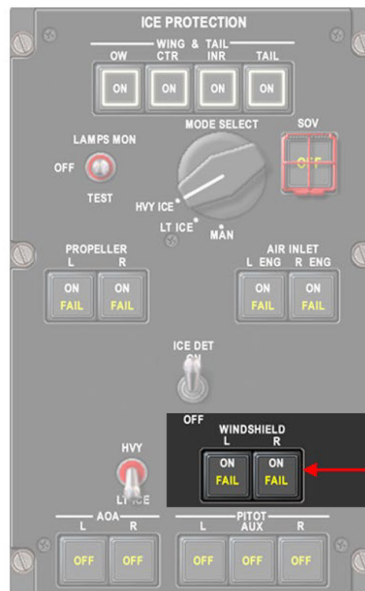 ICE PROTECTION
WING & TAIL
OW CTR INR TAIL
ON ON ON ON
LAMPS MON MODE SELECT SOV
OFF OFF
TEST
HVY ICE
LT ICE
MAN
PROPELLER AIR INLET
L R L ENG R ENG
ON ON ON ON
FAIL FAIL FAIL FAIL
ICE DET
ON
OFF
WINDSHIELD
HVY L R
ON ON
FAIL FAIL
LT ICE
AOA PITOT
L R L AUX R
OFF OFF OFF OFF OFF